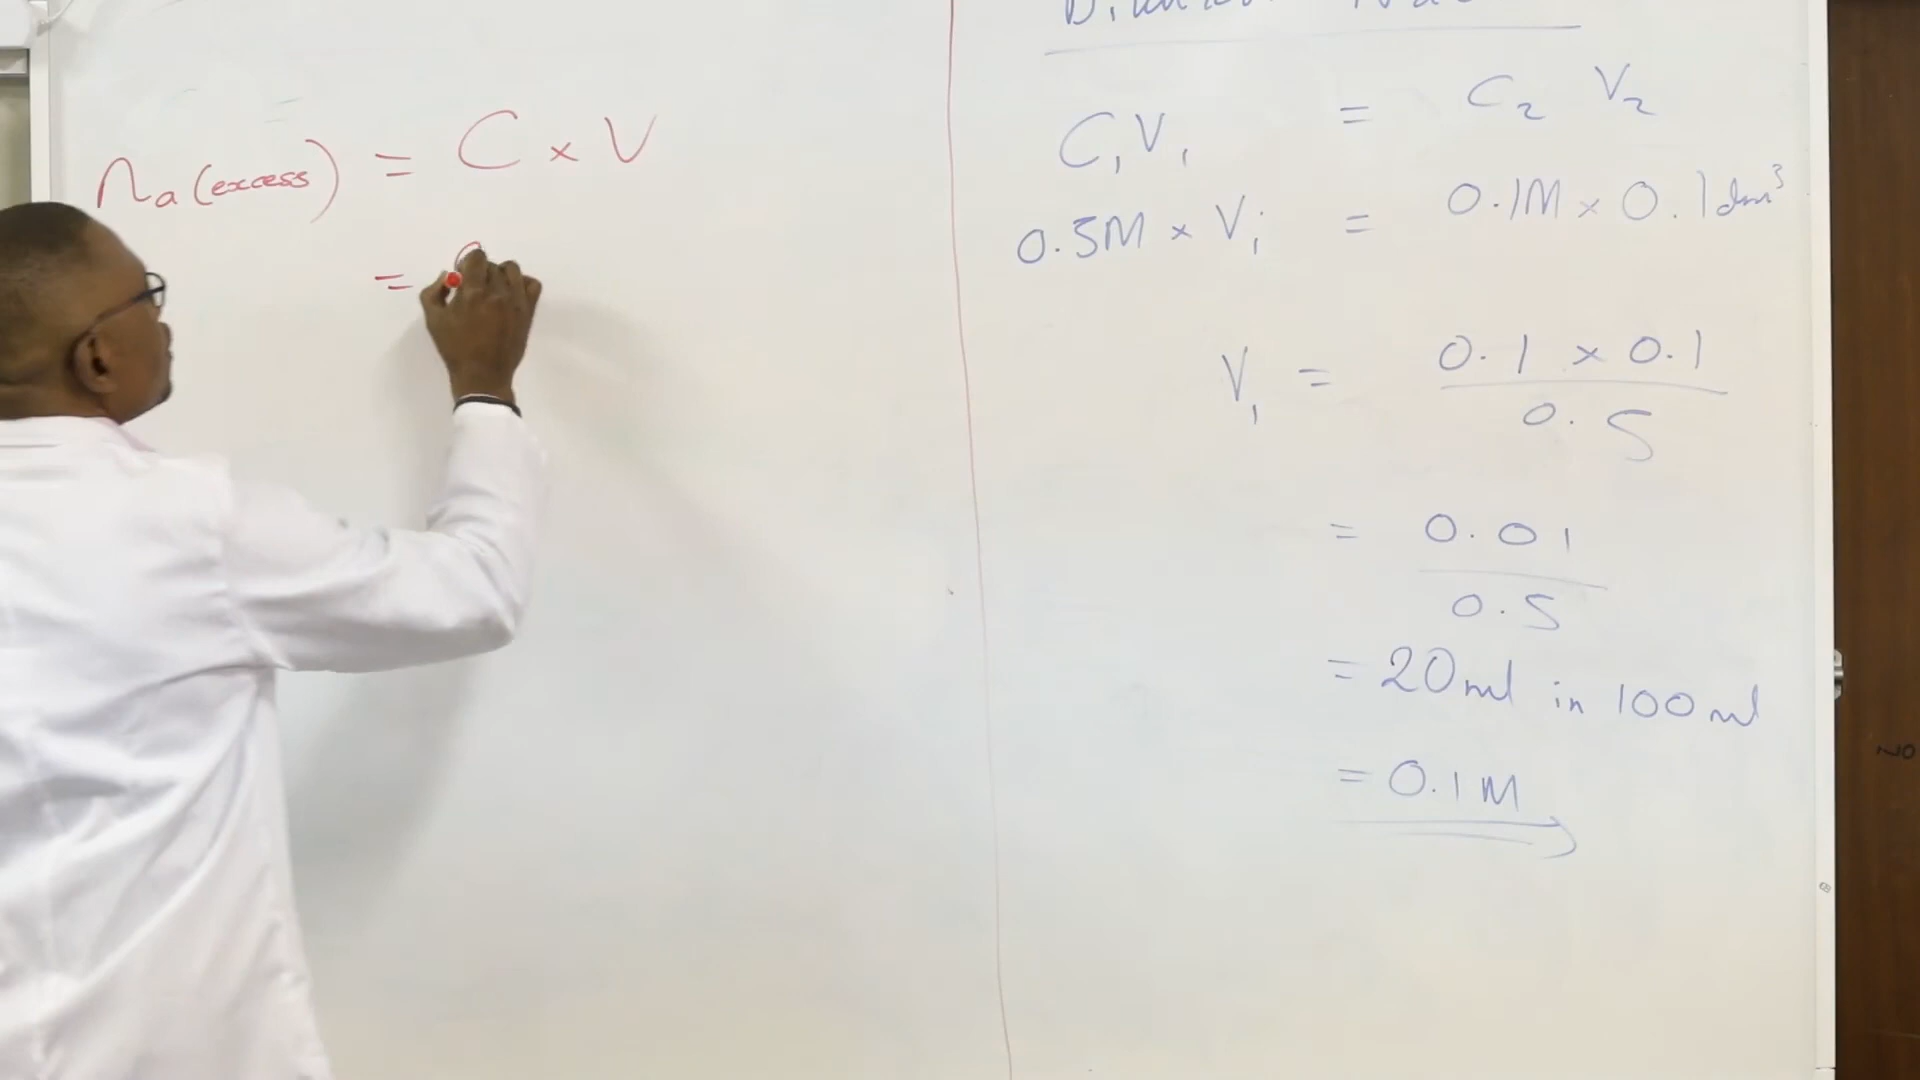 nₐ(excess) = C × V
=
C₁V₁ = C₂ V₂
0.5M × V₁ = 0.1M × 0.1dm³
V₁ = 0.1 × 0.1
0.5
= 0.01
0.5
= 20ml in 100ml
= 0.1M